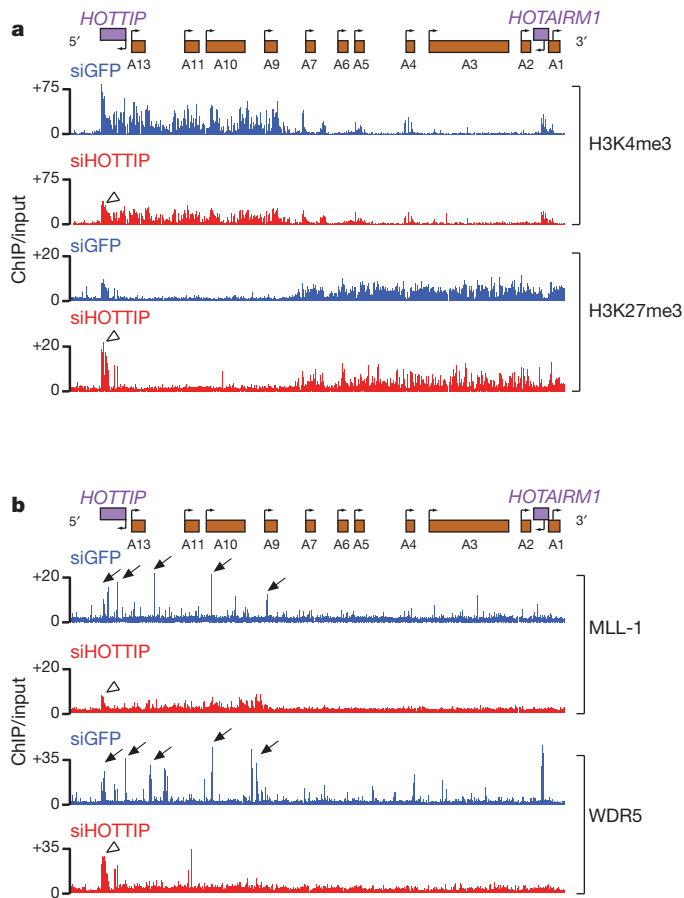 a
HOTTIP
HOTAIRM1
5′
3′
A13 A11 A10 A9 A7 A6 A5 A4 A3 A2 A1
siGFP
+75
0
siHOTTIP
+75
0
H3K4me3
ChIP/input
siGFP
+20
0
siHOTTIP
+20
0
H3K27me3
b
HOTTIP
HOTAIRM1
5′
3′
A13 A11 A10 A9 A7 A6 A5 A4 A3 A2 A1
siGFP
+20
0
siHOTTIP
+20
0
MLL-1
ChIP/input
siGFP
+35
0
siHOTTIP
+35
0
WDR5